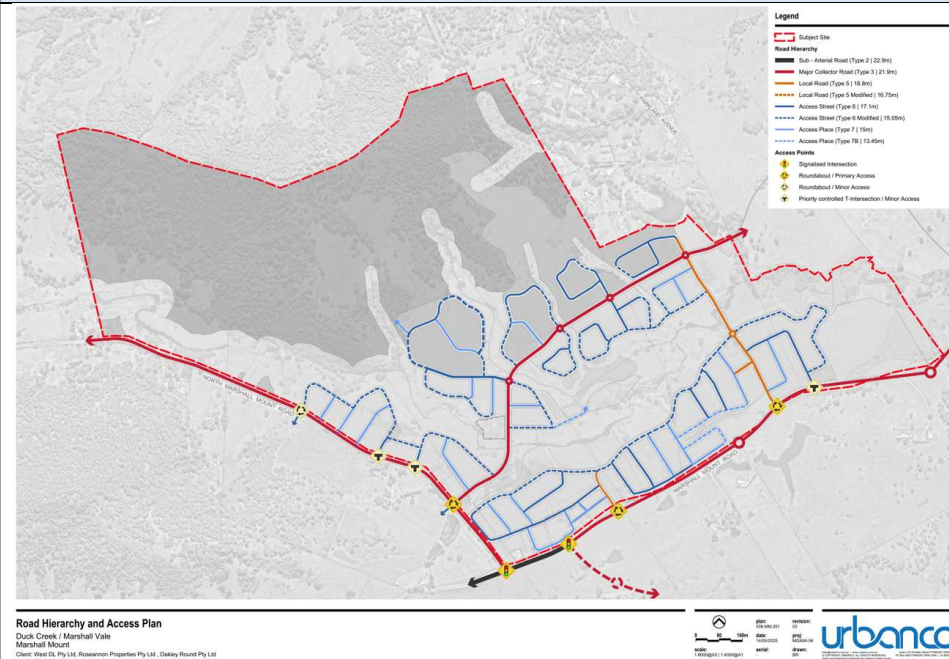 Legend
Subject Site
Road Hierarchy
Sub - Arterial Road (Type 2 | 22.9m)
Major Collector Road (Type 3 | 21.9m)
Local Road (Type 5 | 18.8m)
Local Road (Type 5 Modified | 16.75m)
Access Street (Type 6 | 17.1m)
Access Street (Type 6 Modified | 15.05m)
Access Place (Type 7 | 15m)
Access Place (Type 7B | 13.45m)
Access Points
Signalised Intersection
Roundabout / Primary Access
Roundabout / Minor Access
Priority controlled T-Intersection / Minor Access
NORTH MARSHALL MOUNT ROAD
MARSHALL MOUNT ROAD
Road Hierarchy and Access Plan
Duck Creek / Marshall Vale
Marshall Mount
Client: West DL Pty Ltd, Roseannon Properties Pty Ltd , Oakley Round Pty Ltd
plan:
revision:
03
date:
14/05/2025
proj:
scale:
aerial:
drawn:
urbanco